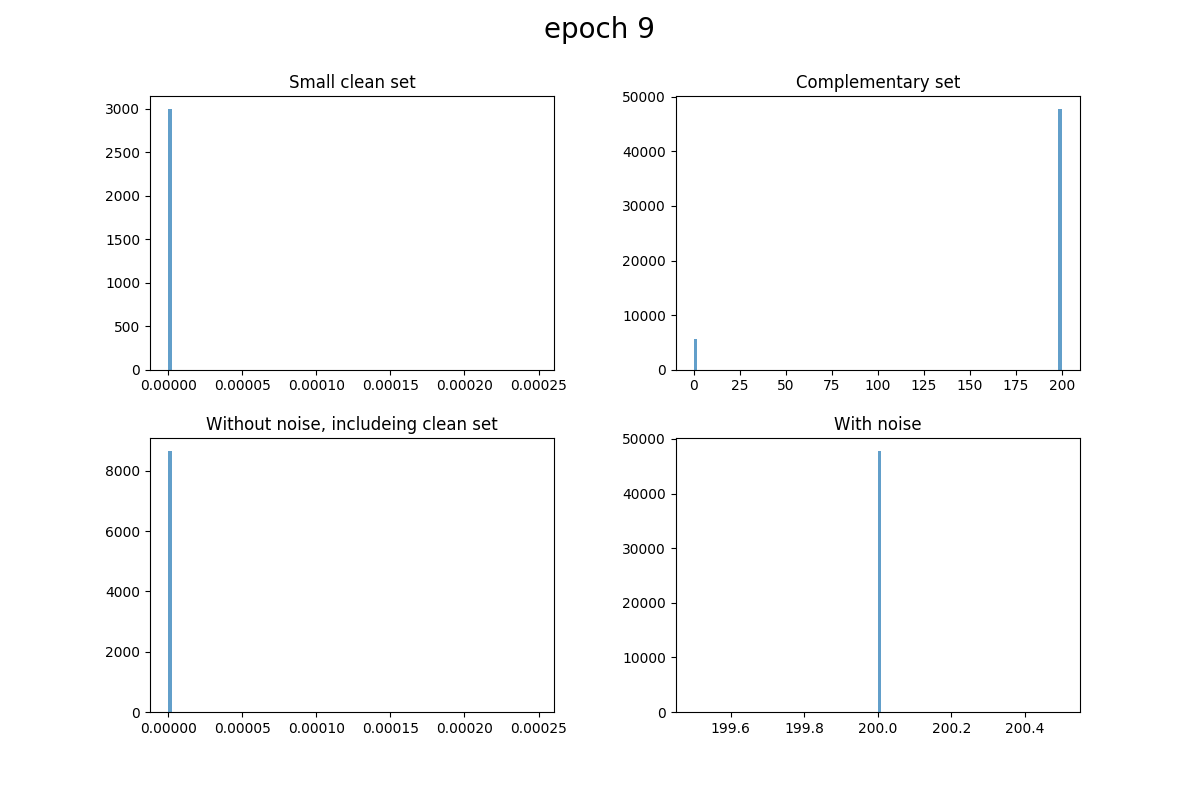 epoch 9
Small clean set
3000
2500
2000
1500
1000
500
0
0.00000 0.00005 0.00010 0.00015 0.00020 0.00025
Complementary set
50000
40000
30000
20000
10000
0
0 25 50 75 100 125 150 175 200
Without noise, includeing clean set
8000
6000
4000
2000
0
0.00000 0.00005 0.00010 0.00015 0.00020 0.00025
With noise
50000
40000
30000
20000
10000
0
199.6 199.8 200.0 200.2 200.4